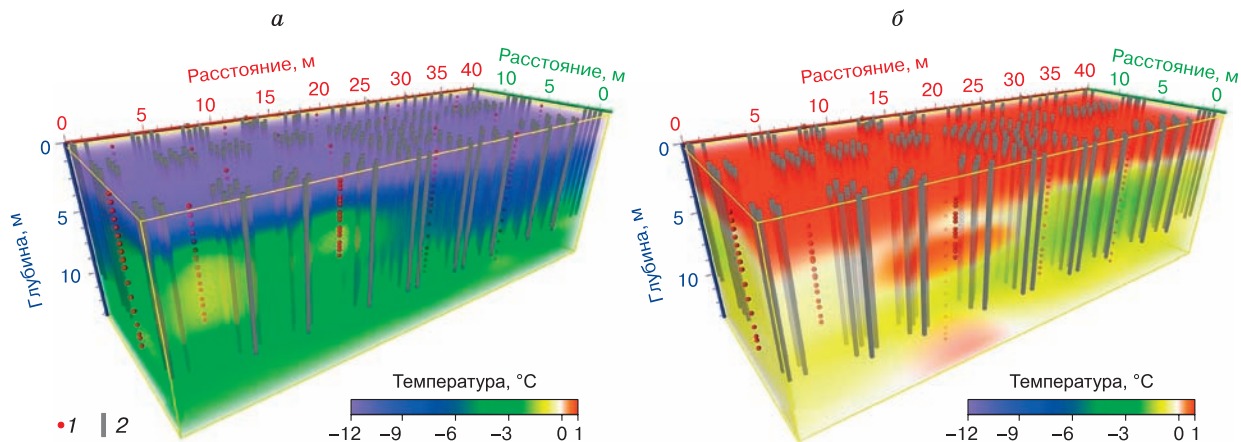 а
Расстояние, м
Расстояние, м
0 5 10 15 20 25 30 35 40 10 5 0
0
5
10
Глубина, м
Температура, °C
−12 −9 −6 −3 0 1
1 2
б
Расстояние, м
Расстояние, м
0 5 10 15 20 25 30 35 40 10 5 0
0
5
10
Глубина, м
Температура, °C
−12 −9 −6 −3 0 1